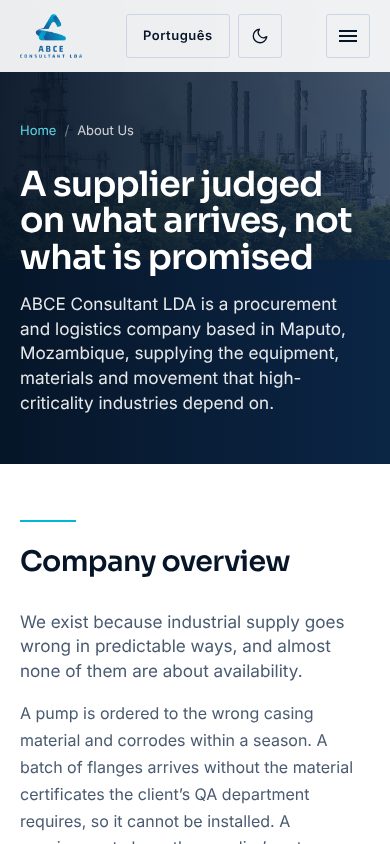 ABCE
CONSULTANT LDA
Português
Home / About Us
A supplier judged
on what arrives, not
what is promised
ABCE Consultant LDA is a procurement
and logistics company based in Maputo,
Mozambique, supplying the equipment,
materials and movement that high-
criticality industries depend on.
Company overview
We exist because industrial supply goes
wrong in predictable ways, and almost
none of them are about availability.
A pump is ordered to the wrong casing
material and corrodes within a season. A
batch of flanges arrives without the material
certificates the client’s QA department
requires, so it cannot be installed. A